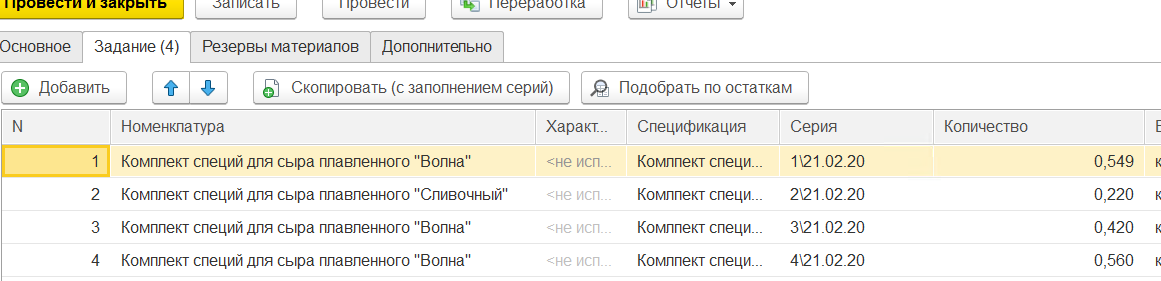 Провести и закрыть Записать Провести Переработка Отчеты
Основное Задание (4) Резервы материалов Дополнительно
Добавить Скопировать (с заполнением серий) Подобрать по остаткам
N Номенклатура Характ... Спецификация Серия Количество
1 Комплект специй для сыра плавленного "Волна" <не исп... Комплект специ... 1\21.02.20 0,549
2 Комплект специй для сыра плавленного "Сливочный" <не исп... Комплект специ... 2\21.02.20 0,220
3 Комплект специй для сыра плавленного "Волна" <не исп... Комплект специ... 3\21.02.20 0,420
4 Комплект специй для сыра плавленного "Волна" <не исп... Комплект специ... 4\21.02.20 0,560